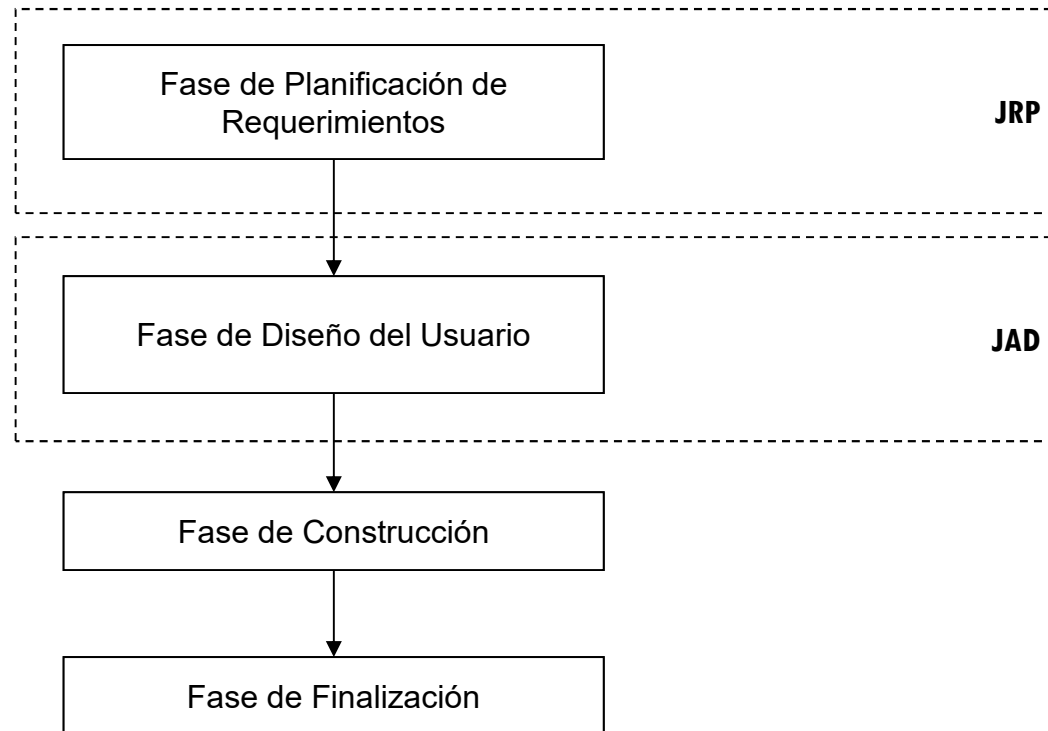 Fase de Planificación de
Requerimientos
JRP
Fase de Diseño del Usuario
JAD
Fase de Construcción
Fase de Finalización